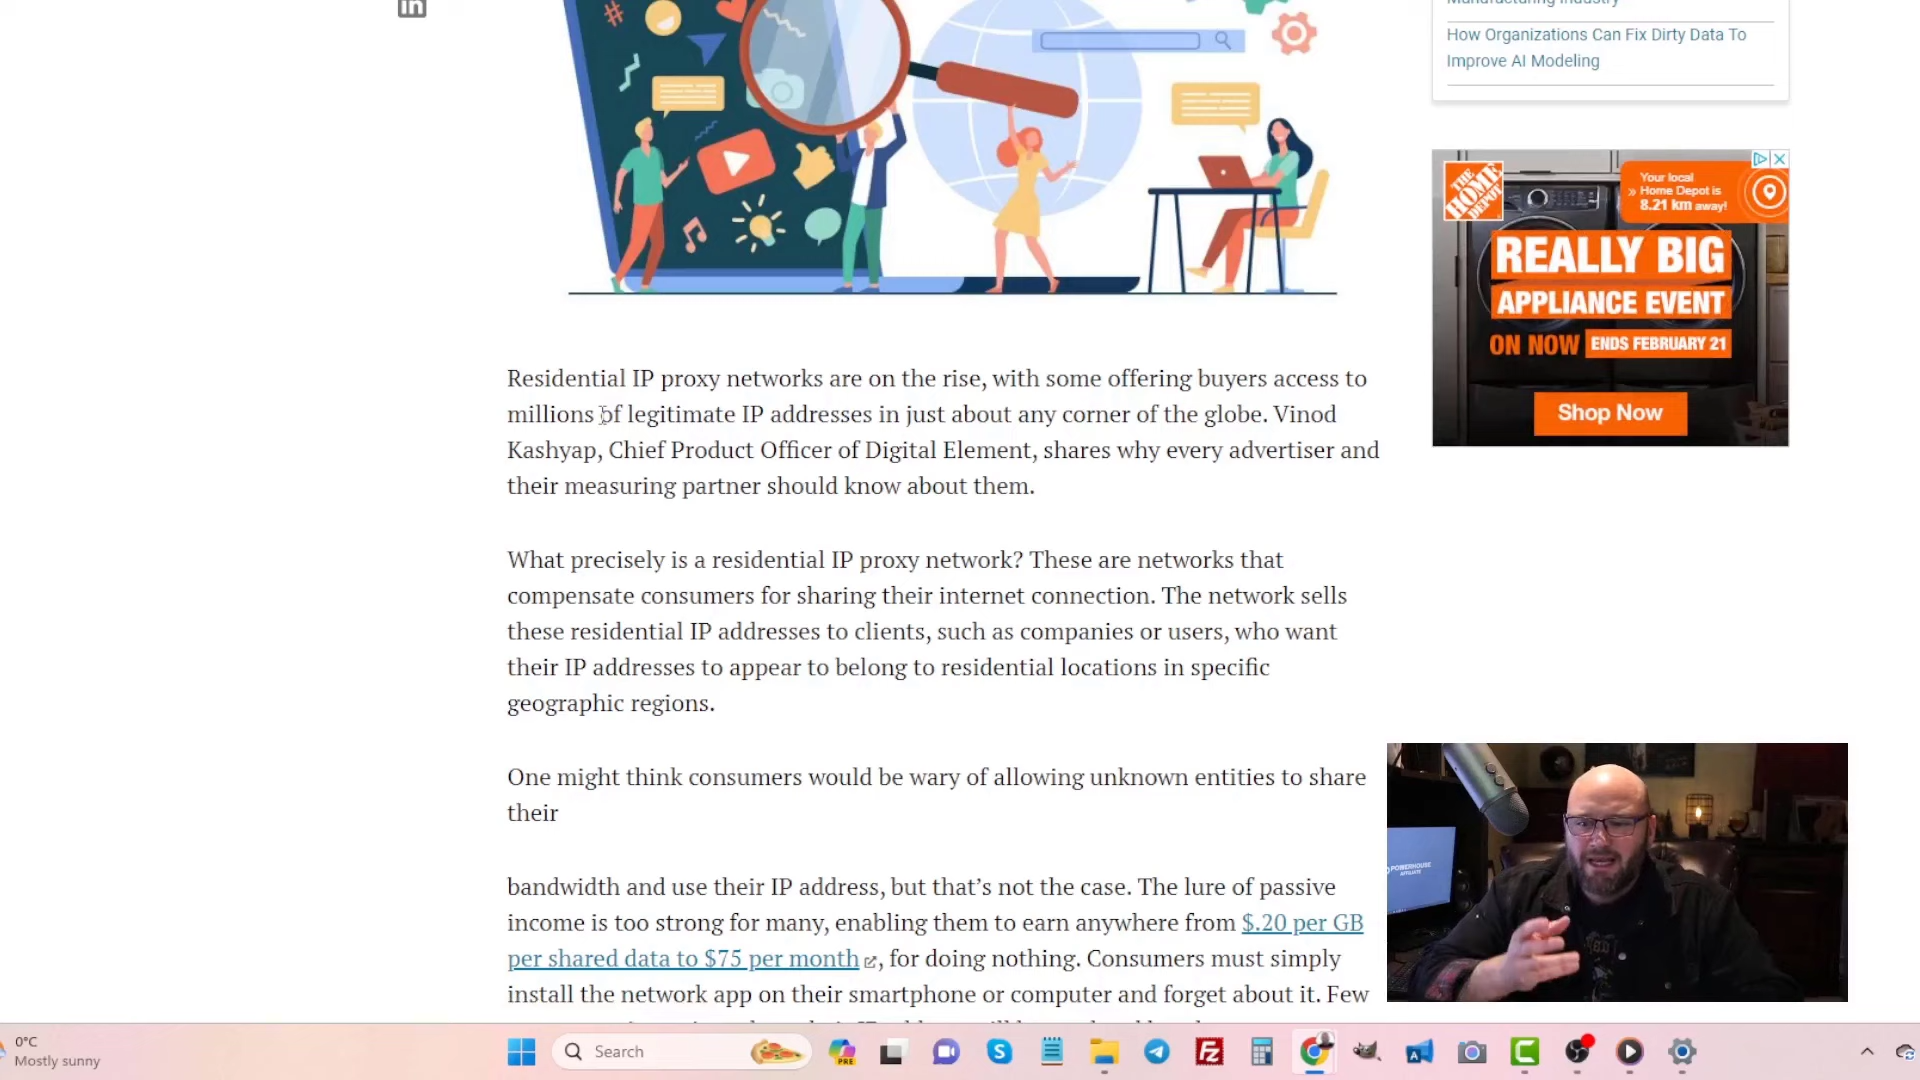 in
Manufacturing Industry
How Organizations Can Fix Dirty Data To
Improve AI Modeling
#
THE HOME DEPOT
Your local
» Home Depot is
8.21 km away!
REALLY BIG
APPLIANCE EVENT
ON NOW ENDS FEBRUARY 21
Shop Now
Residential IP proxy networks are on the rise, with some offering buyers access to
millions of legitimate IP addresses in just about any corner of the globe. Vinod
Kashyap, Chief Product Officer of Digital Element, shares why every advertiser and
their measuring partner should know about them.
What precisely is a residential IP proxy network? These are networks that
compensate consumers for sharing their internet connection. The network sells
these residential IP addresses to clients, such as companies or users, who want
their IP addresses to appear to belong to residential locations in specific
geographic regions.
One might think consumers would be wary of allowing unknown entities to share
their
bandwidth and use their IP address, but that’s not the case. The lure of passive
income is too strong for many, enabling them to earn anywhere from $.20 per GB
per shared data to $75 per month, for doing nothing. Consumers must simply
install the network app on their smartphone or computer and forget about it. Few
POWERHOUSE
AFFILIATE
0°C
Mostly sunny
Search
PRE
S
Fz
A
C